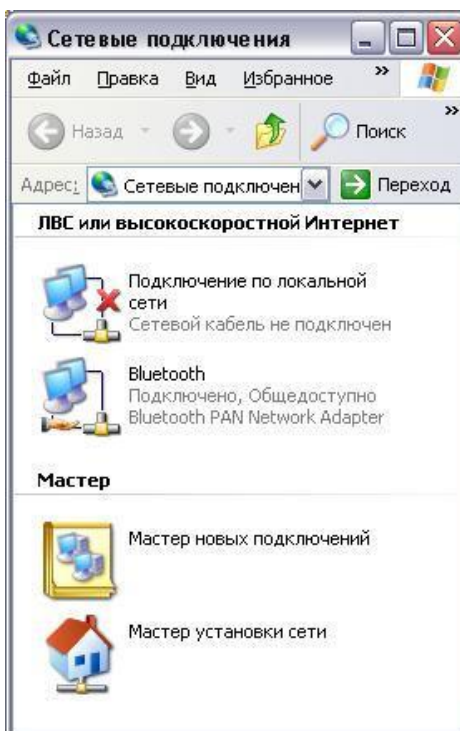 Сетевые подключения
Файл Правка Вид Избранное »
Назад Поиск »
Адрес: Сетевые подключен Переход
ЛВС или высокоскоростной Интернет
Подключение по локальной
сети
Сетевой кабель не подключен
Bluetooth
Подключено, Общедоступно
Bluetooth PAN Network Adapter
Мастер
Мастер новых подключений
Мастер установки сети